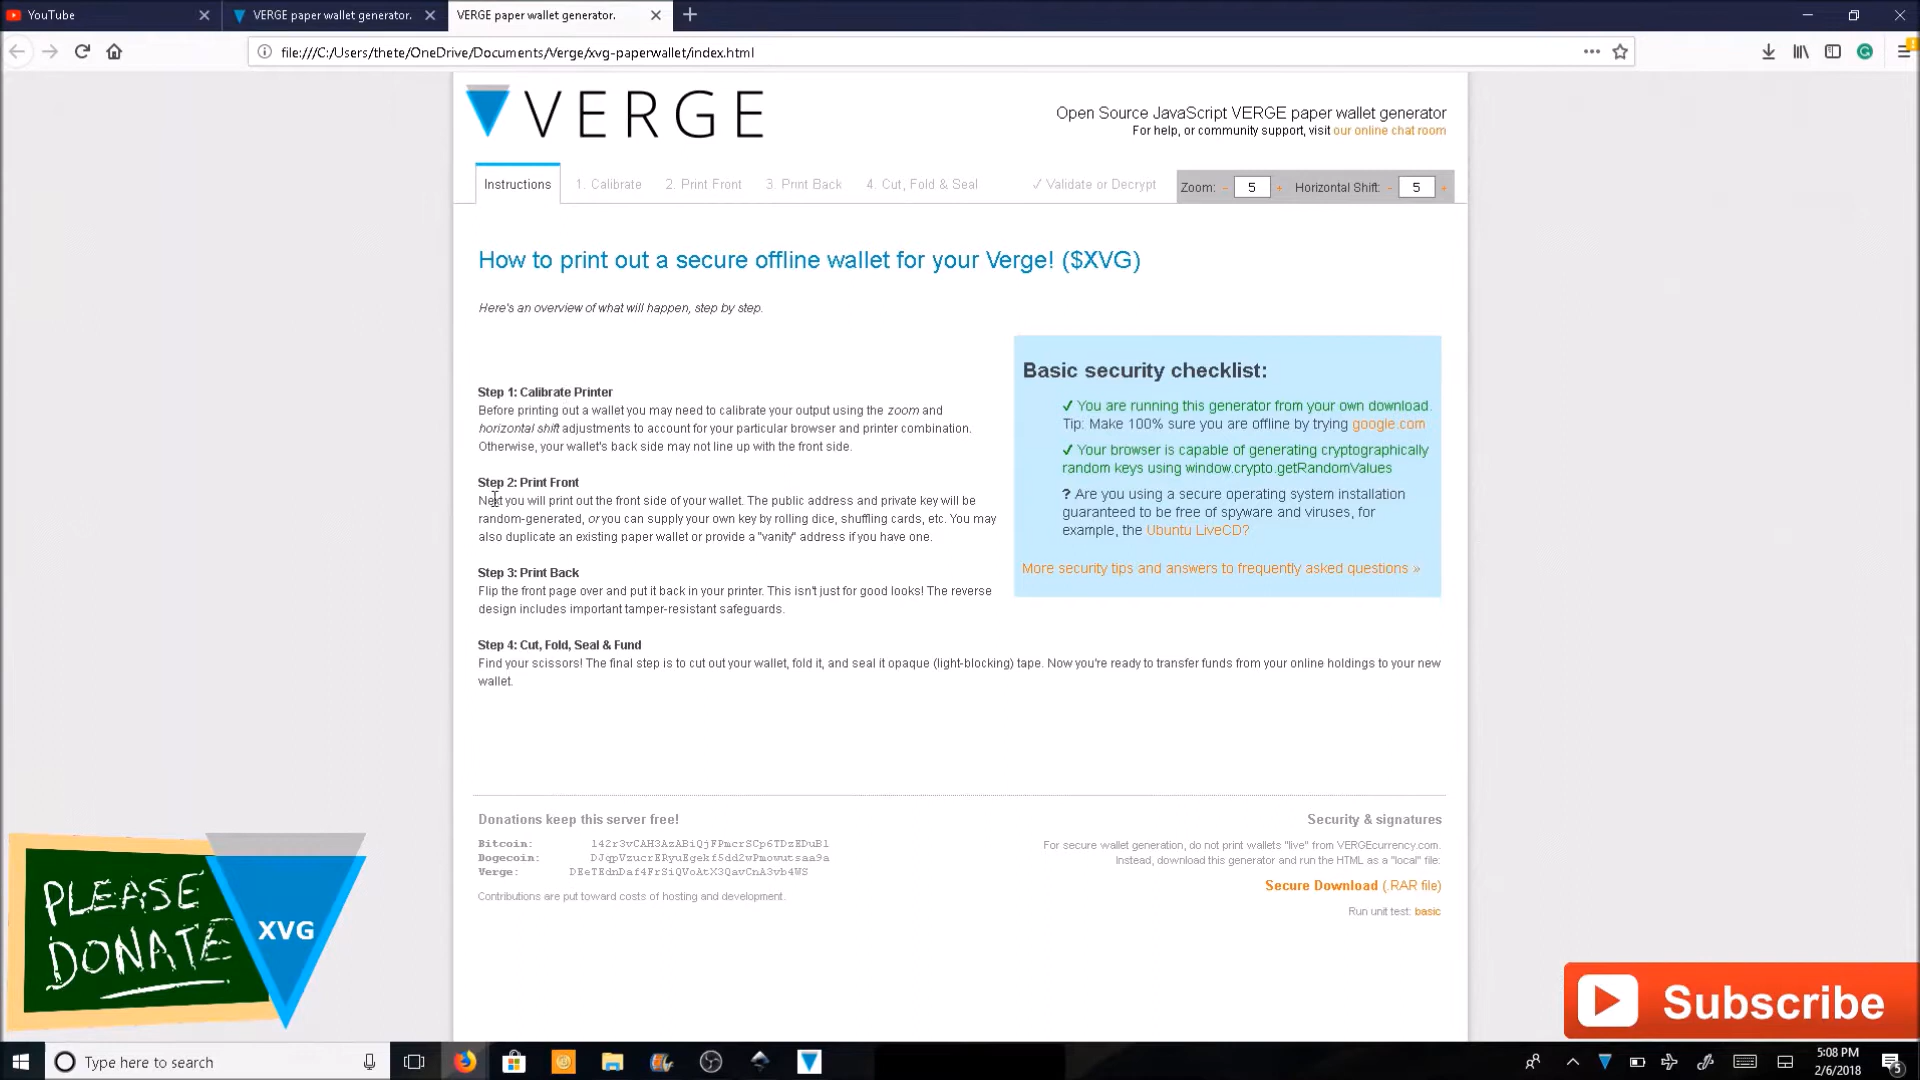 YouTube
VERGE paper wallet generator.
VERGE paper wallet generator.
file:///C:/Users/thete/OneDrive/Documents/Verge/xvg-paperwallet/index.html
VERGE
Open Source JavaScript VERGE paper wallet generator
For help, or community support, visit our online chat room
Instructions
1. Calibrate
2. Print Front
3. Print Back
4. Cut, Fold & Seal
✓ Validate or Decrypt
Zoom: - 5 +
Horizontal Shift: - 5 +
How to print out a secure offline wallet for your Verge! ($XVG)
Here's an overview of what will happen, step by step.
Step 1: Calibrate Printer
Before printing out a wallet you may need to calibrate your output using the zoom and
horizontal shift adjustments to account for your particular browser and printer combination.
Otherwise, your wallet's back side may not line up with the front side.
Step 2: Print Front
Next you will print out the front side of your wallet. The public address and private key will be
random-generated, or you can supply your own key by rolling dice, shuffling cards, etc. You may
also duplicate an existing paper wallet or provide a "vanity" address if you have one.
Step 3: Print Back
Flip the front page over and put it back in your printer. This isn't just for good looks! The reverse
design includes important tamper-resistant safeguards.
Step 4: Cut, Fold, Seal & Fund
Find your scissors! The final step is to cut out your wallet, fold it, and seal it opaque (light-blocking) tape. Now you're ready to transfer funds from your online holdings to your new
wallet.
Basic security checklist:
✓ You are running this generator from your own download.
Tip: Make 100% sure you are offline by trying google.com
✓ Your browser is capable of generating cryptographically
random keys using window.crypto.getRandomValues
? Are you using a secure operating system installation
guaranteed to be free of spyware and viruses, for
example, the Ubuntu LiveCD?
More security tips and answers to frequently asked questions »
Donations keep this server free!
Bitcoin: 142r3vCAH3AzABiQjFPmcrSCp6TDzEDuB1
Dogecoin: DJqpVzucrERyuEgekf5dd2wPmowutsaa9a
Verge: DEeTEdnDaf4FrSiQVoAtX3QavCnA3vb4WS
Contributions are put toward costs of hosting and development.
Security & signatures
For secure wallet generation, do not print wallets "live" from VERGEcurrency.com.
Instead, download this generator and run the HTML as a "local" file:
Secure Download (.RAR file)
Run unit test: basic
PLEASE
DONATE
XVG
Subscribe
Type here to search
5:08 PM
2/6/2018
5